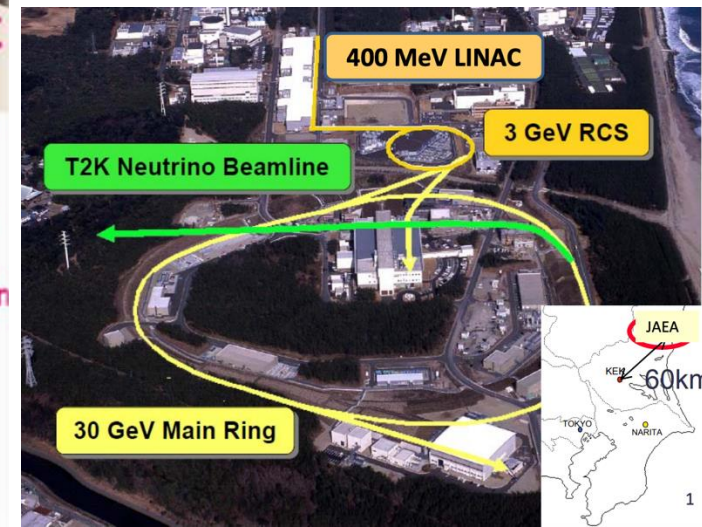 400 MeV LINAC
3 GeV RCS
T2K Neutrino Beamline
JAEA
KEK
60km
TOKYO
NARITA
30 GeV Main Ring
1